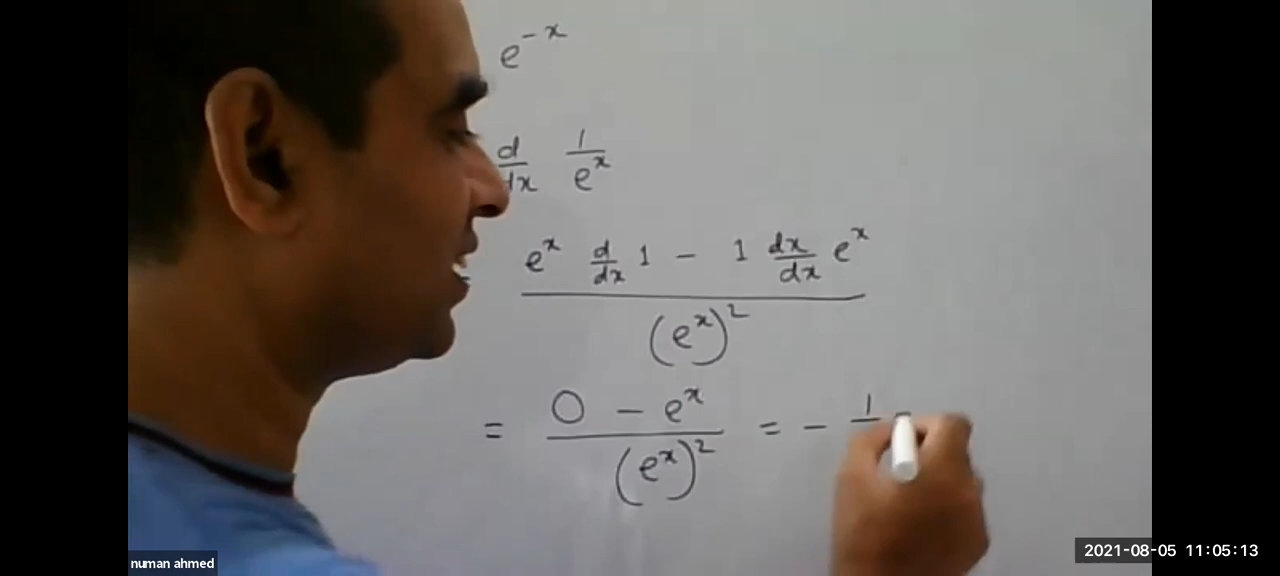 e^{-x}
d/dx 1/e^x
e^x d/dx 1 - 1 dx/dx e^x
(e^x)^2
= 0 - e^x / (e^x)^2 = - 1
numan ahmed
2021-08-05 11:05:13